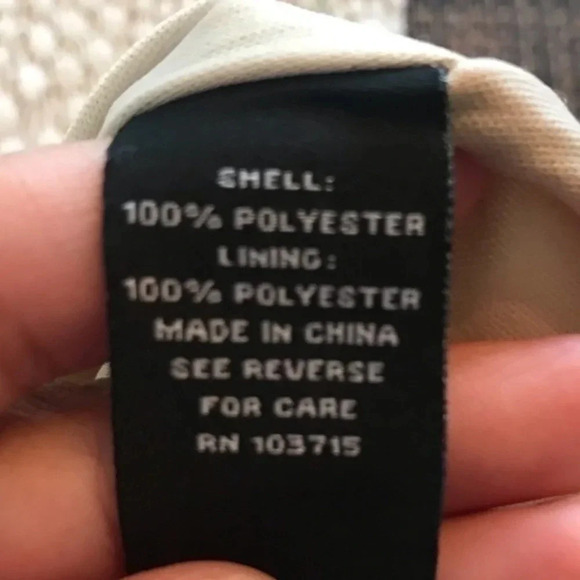 SHELL:
100% POLYESTER
LINING:
100% POLYESTER
MADE IN CHINA
SEE REVERSE
FOR CARE
RN 103715